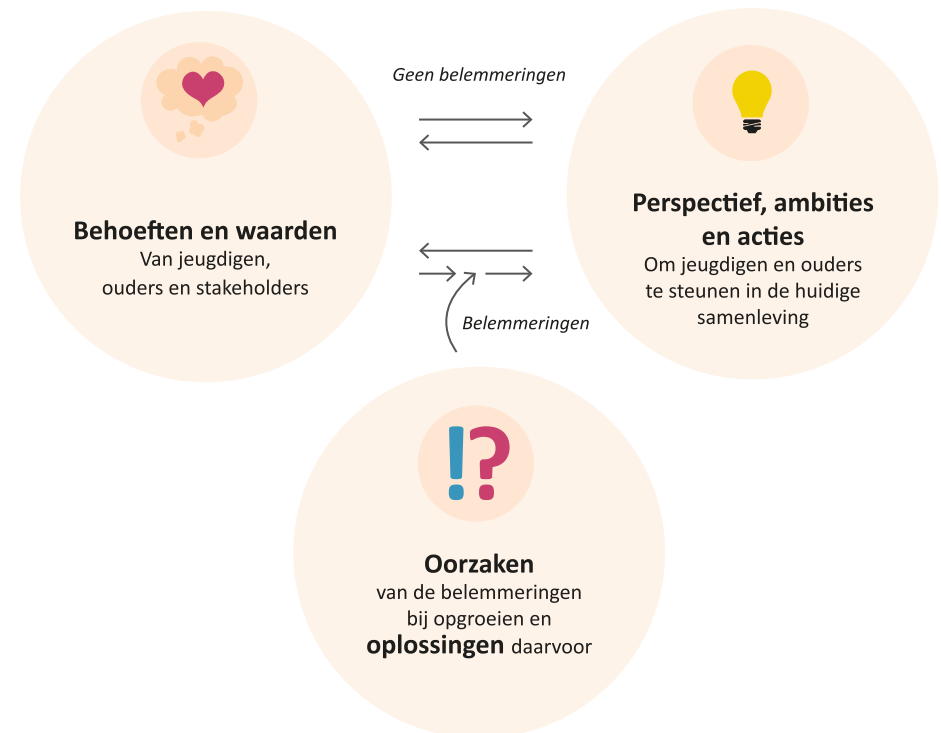 Geen belemmeringen
Behoeften en waarden
Van jeugdigen,
ouders en stakeholders
Perspectief, ambities
en acties
Om jeugdigen en ouders
te steunen in de huidige
samenleving
Belemmeringen
!?
Oorzaken
van de belemmeringen
bij opgroeien en
oplossingen daarvoor